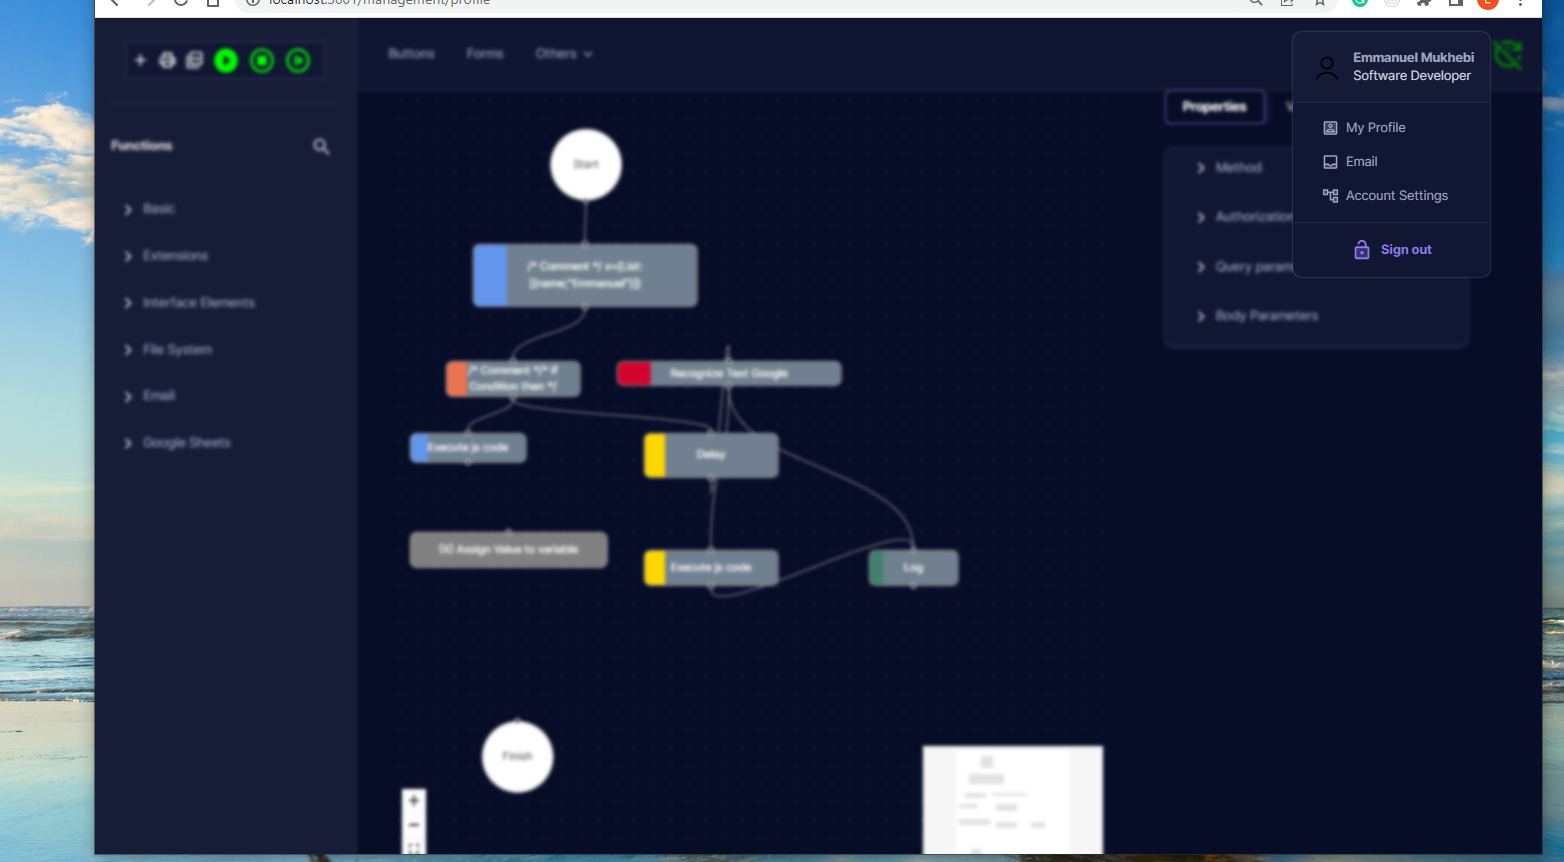 localhost:3001/management/profile
Buttons
Forms
Others
Emmanuel Mukhebi
Software Developer
My Profile
Email
Account Settings
Sign out
Functions
Basic
Extensions
Interface Elements
File System
Email
Google Sheets
Start
/* Comment */ x=[List:
[{name;"Emmanuel"}]]
/* Comment */* If
Condition then */
Recognize Text Google
Execute js code
Delay
(X) Assign Value to variable
Execute js code
Log
Finish
Properties
V
Method
Authorization
Query param
Body Parameters